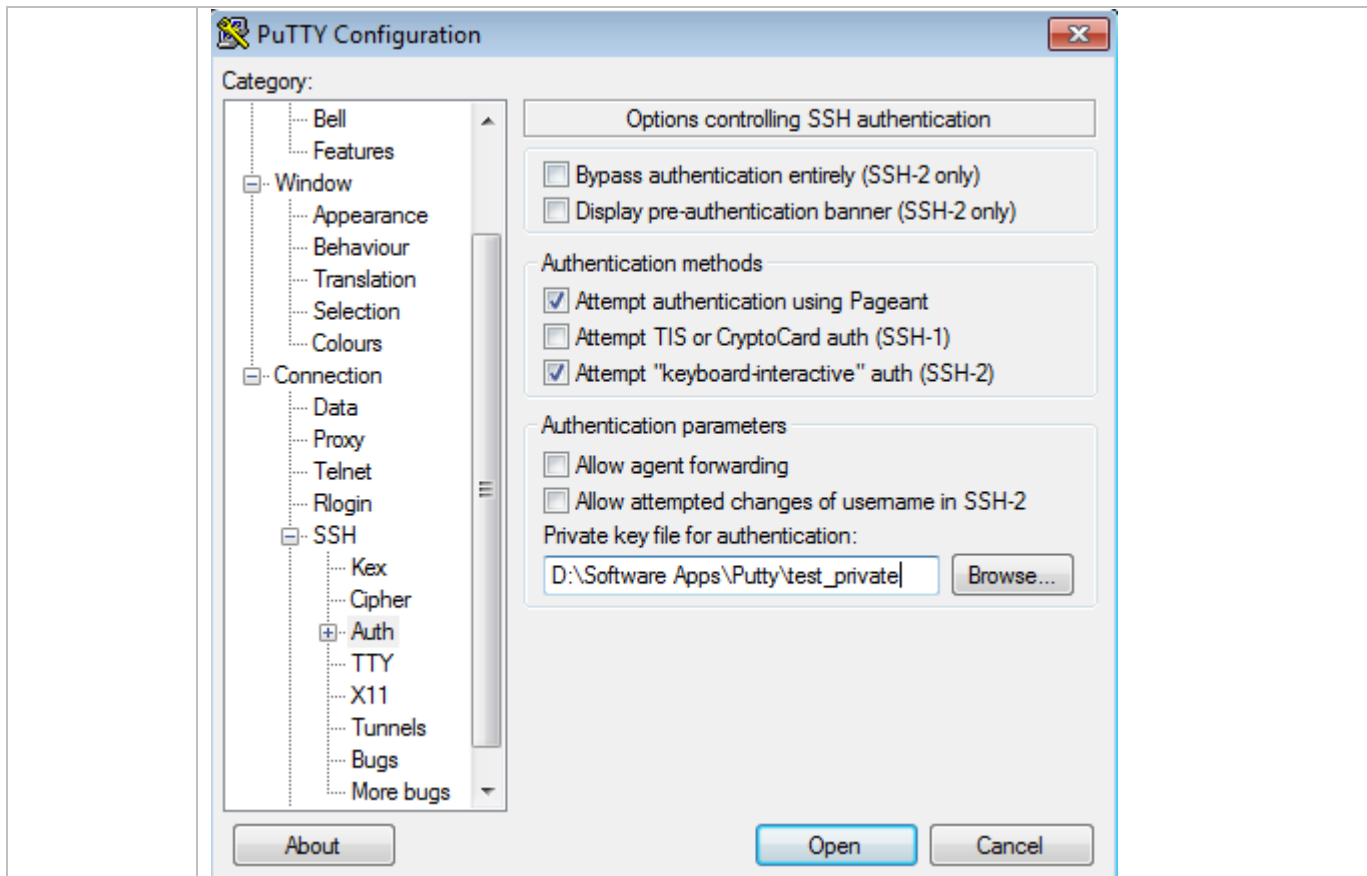 PuTTY Configuration
Category:
Bell
Features
Window
Appearance
Behaviour
Translation
Selection
Colours
Connection
Data
Proxy
Telnet
Rlogin
SSH
Kex
Cipher
Auth
TTY
X11
Tunnels
Bugs
More bugs
Options controlling SSH authentication
Bypass authentication entirely (SSH-2 only)
Display pre-authentication banner (SSH-2 only)
Authentication methods
Attempt authentication using Pageant
Attempt TIS or CryptoCard auth (SSH-1)
Attempt "keyboard-interactive" auth (SSH-2)
Authentication parameters
Allow agent forwarding
Allow attempted changes of username in SSH-2
Private key file for authentication:
D:\Software Apps\Putty\test_private Browse...
About Open Cancel